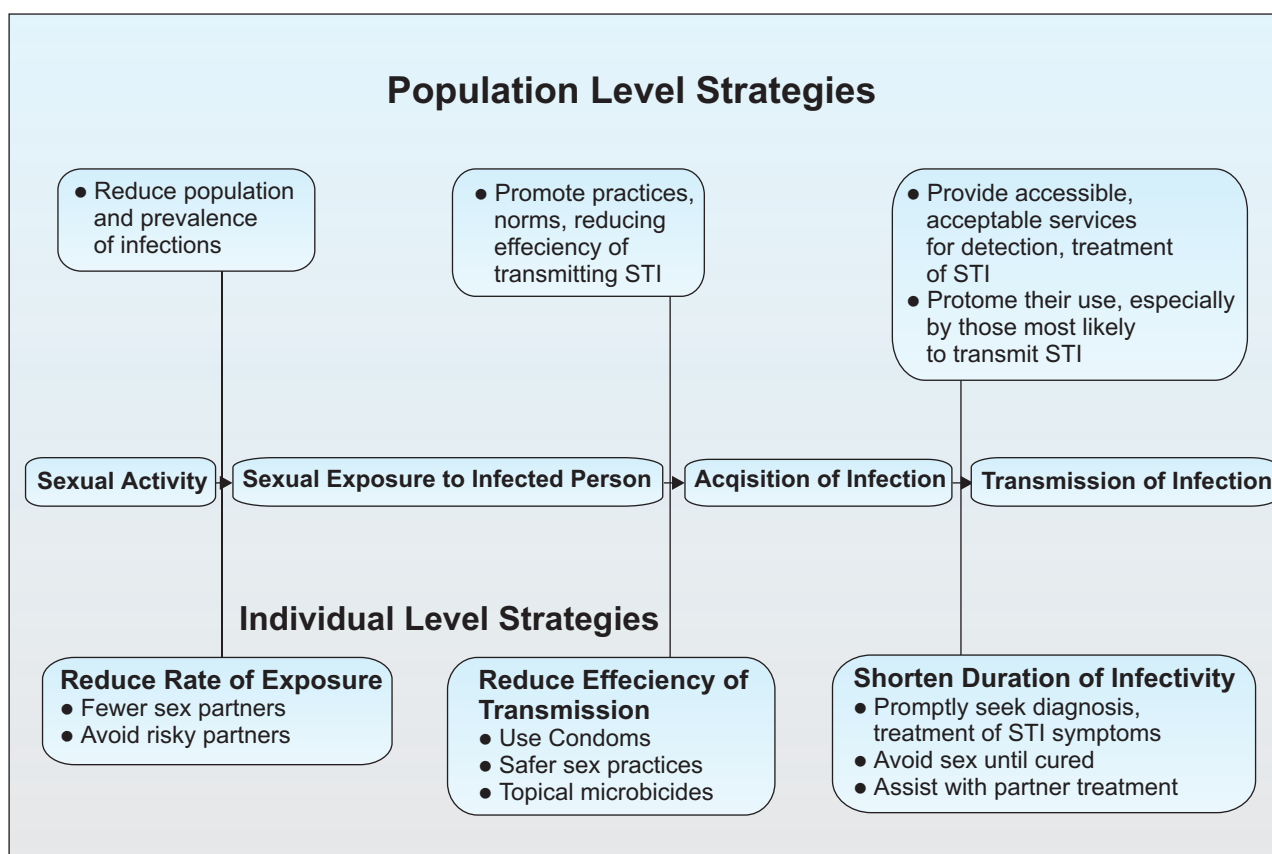 Population Level Strategies
● Reduce population
and prevalence
of infections
● Promote practices,
norms, reducing
effeciency of
transmitting STI
● Provide accessible,
acceptable services
for detection, treatment
of STI
● Protome their use, especially
by those most likely
to transmit STI
Sexual Activity
Sexual Exposure to Infected Person
Acqisition of Infection
Transmission of Infection
Individual Level Strategies
Reduce Rate of Exposure
● Fewer sex partners
● Avoid risky partners
Reduce Effeciency of
Transmission
● Use Condoms
● Safer sex practices
● Topical microbicides
Shorten Duration of Infectivity
● Promptly seek diagnosis,
treatment of STI symptoms
● Avoid sex until cured
● Assist with partner treatment